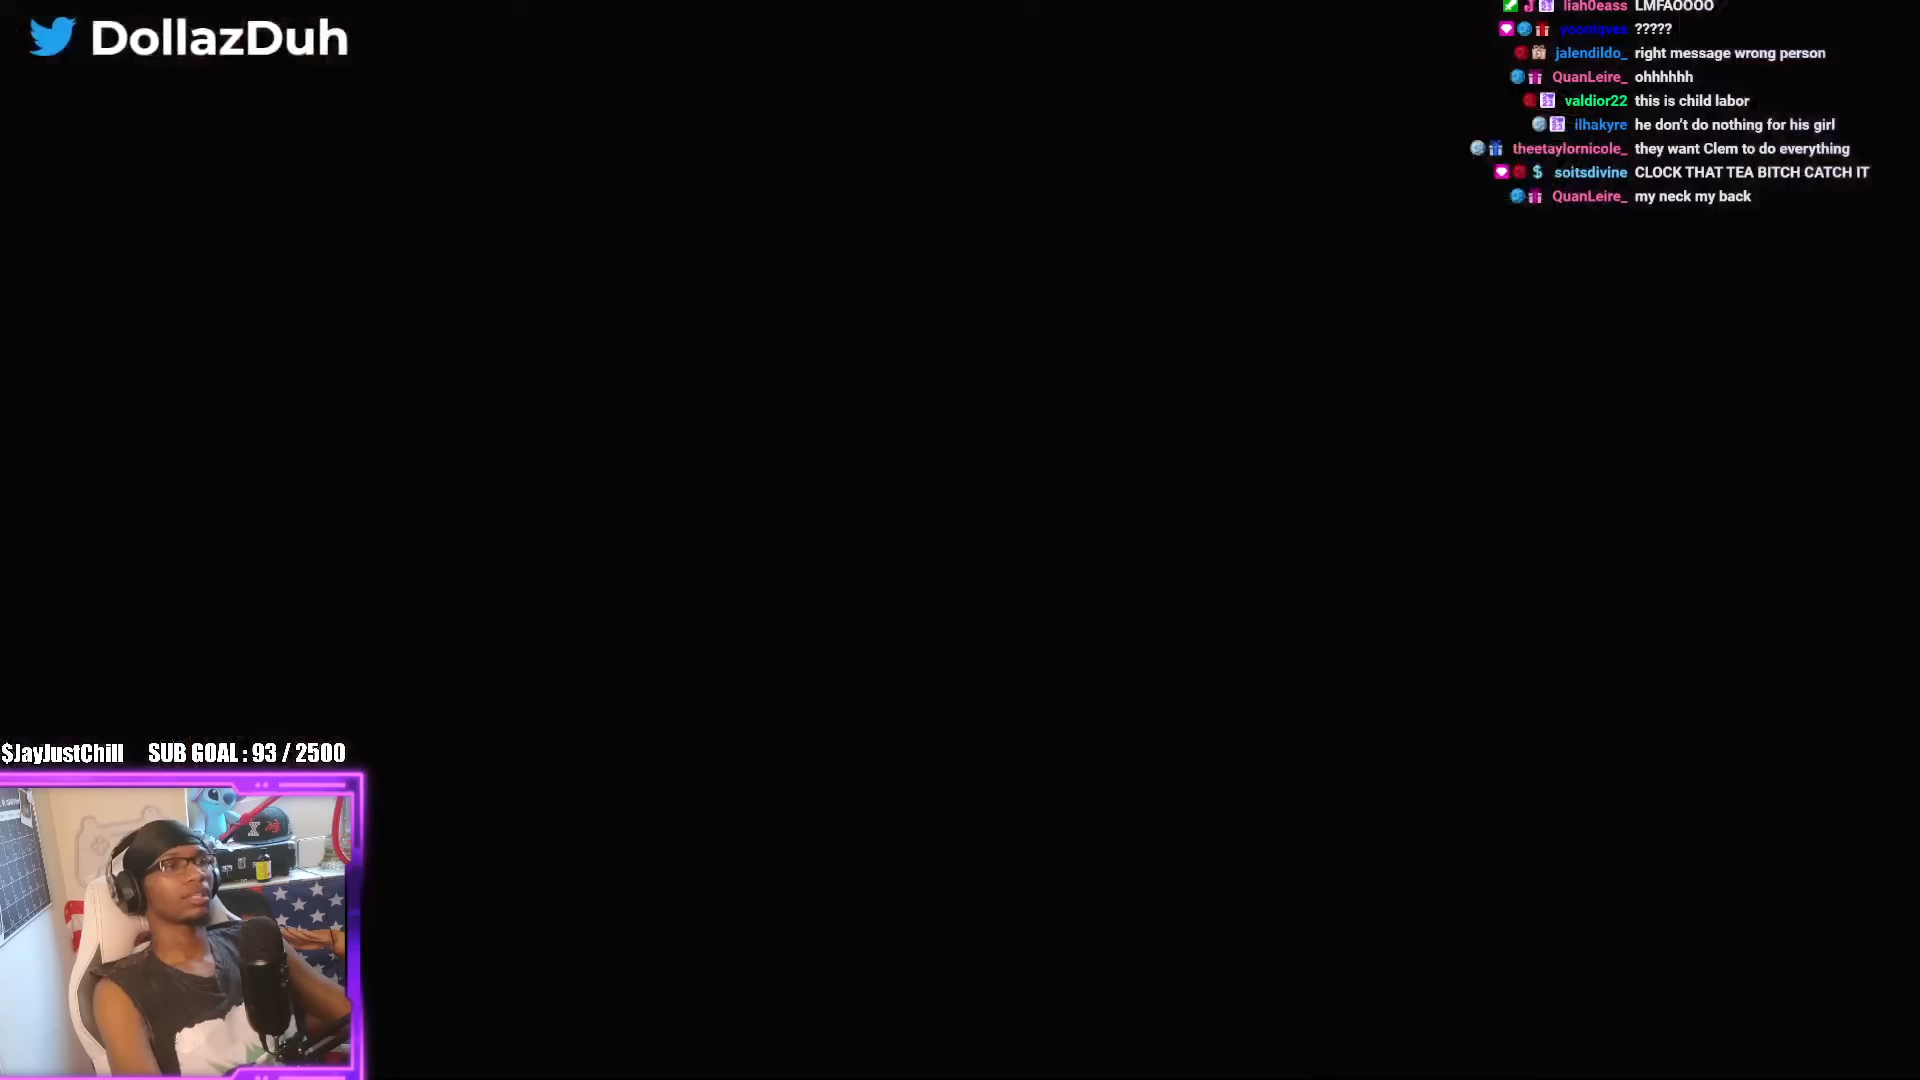 DollazDuh
liah0eass LMFAOOOO
yooniqves ?????
jalendildo_ right message wrong person
QuanLeire_ ohhhhhh
valdior22 this is child labor
ilhakyre he don't do nothing for his girl
theetaylornicole_ they want Clem to do everything
soitsdivine CLOCK THAT TEA BITCH CATCH IT
QuanLeire_ my neck my back
$JayJustChill SUB GOAL : 93 / 2500